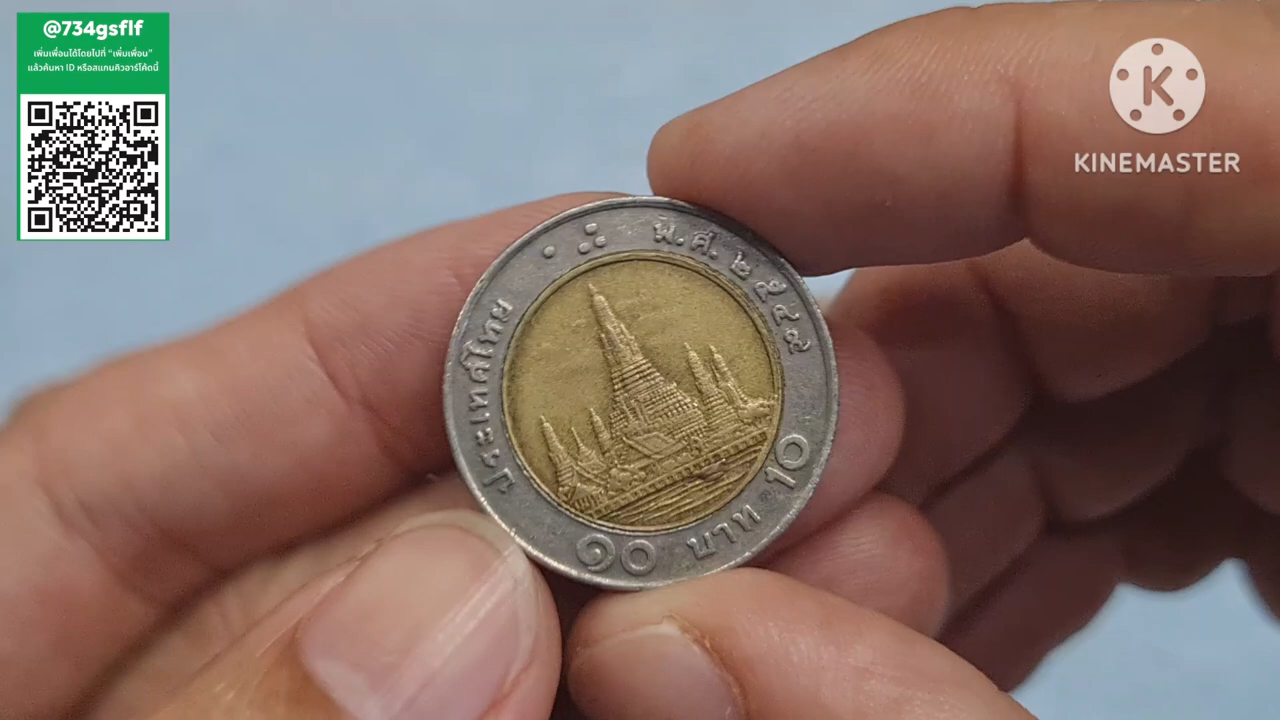 @734gsflf
เพิ่มเพื่อนได้โดยไปที่ "เพิ่มเพื่อน"
แล้วค้นหา ID หรือสแกนคิวอาร์โค้ดนี้
K
KINEMASTER
พ.ศ. ๒๕๔๙
ประเทศไทย
๑๐ บาท 10